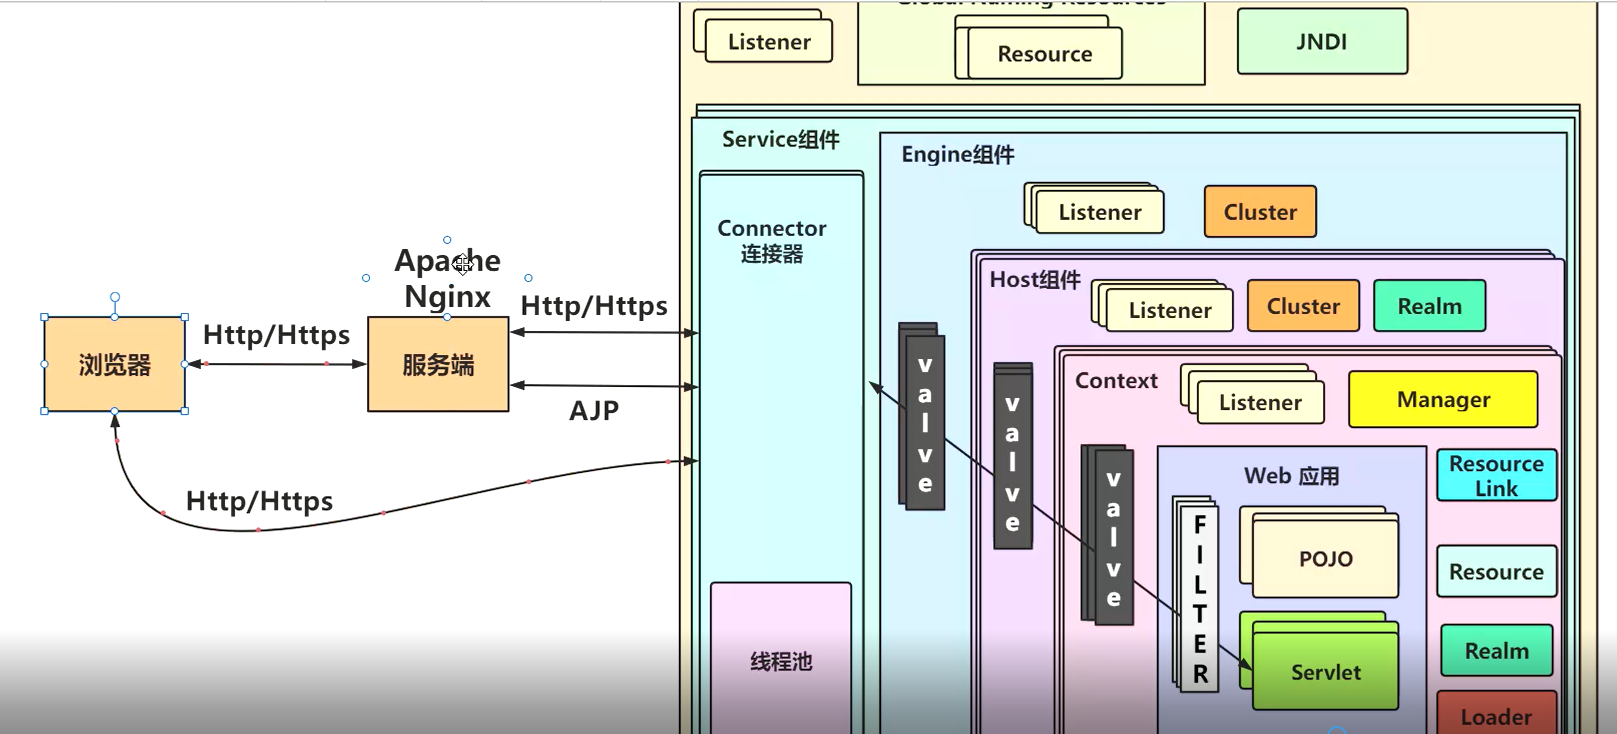 Global Naming Resources
Listener
Resource
JNDI
Service组件
Engine组件
Connector
连接器
Listener
Cluster
Host组件
Listener
Cluster
Realm
Apache
Nginx
Http/Https
Http/Https
浏览器
服务端
AJP
Http/Https
valve
valve
valve
Context
Listener
Manager
Web 应用
Resource
Link
FILTER
POJO
Resource
Servlet
Realm
Loader
线程池